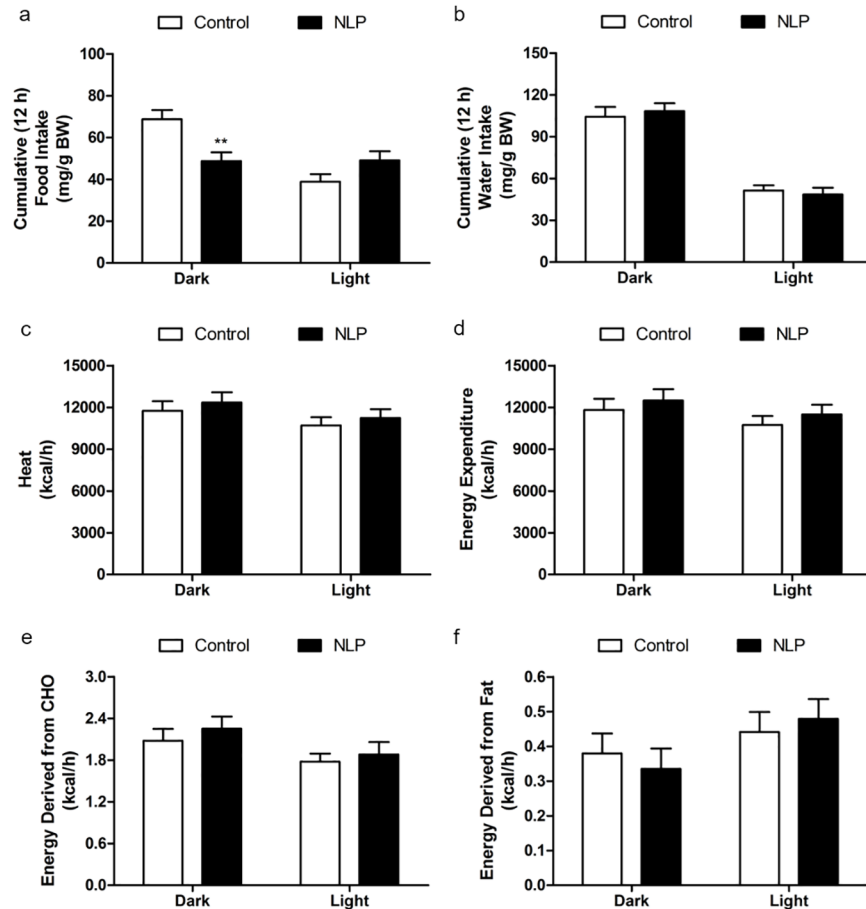 a
Control NLP
Cumulative (12 h)
Food Intake
(mg/g BW)
100
80
60
40
20
0
**
Dark Light
b
Control NLP
Cumulative (12 h)
Water Intake
(mg/g BW)
150
120
90
60
30
0
Dark Light
c
Control NLP
Heat
(kcal/h)
15000
12000
9000
6000
3000
0
Dark Light
d
Control NLP
Energy Expenditure
(kcal/h)
15000
12000
9000
6000
3000
0
Dark Light
e
Control NLP
Energy Derived from CHO
(kcal/h)
3.0
2.4
1.8
1.2
0.6
0.0
Dark Light
f
Control NLP
Energy Derived from Fat
(kcal/h)
0.6
0.5
0.4
0.3
0.2
0.1
0.0
Dark Light